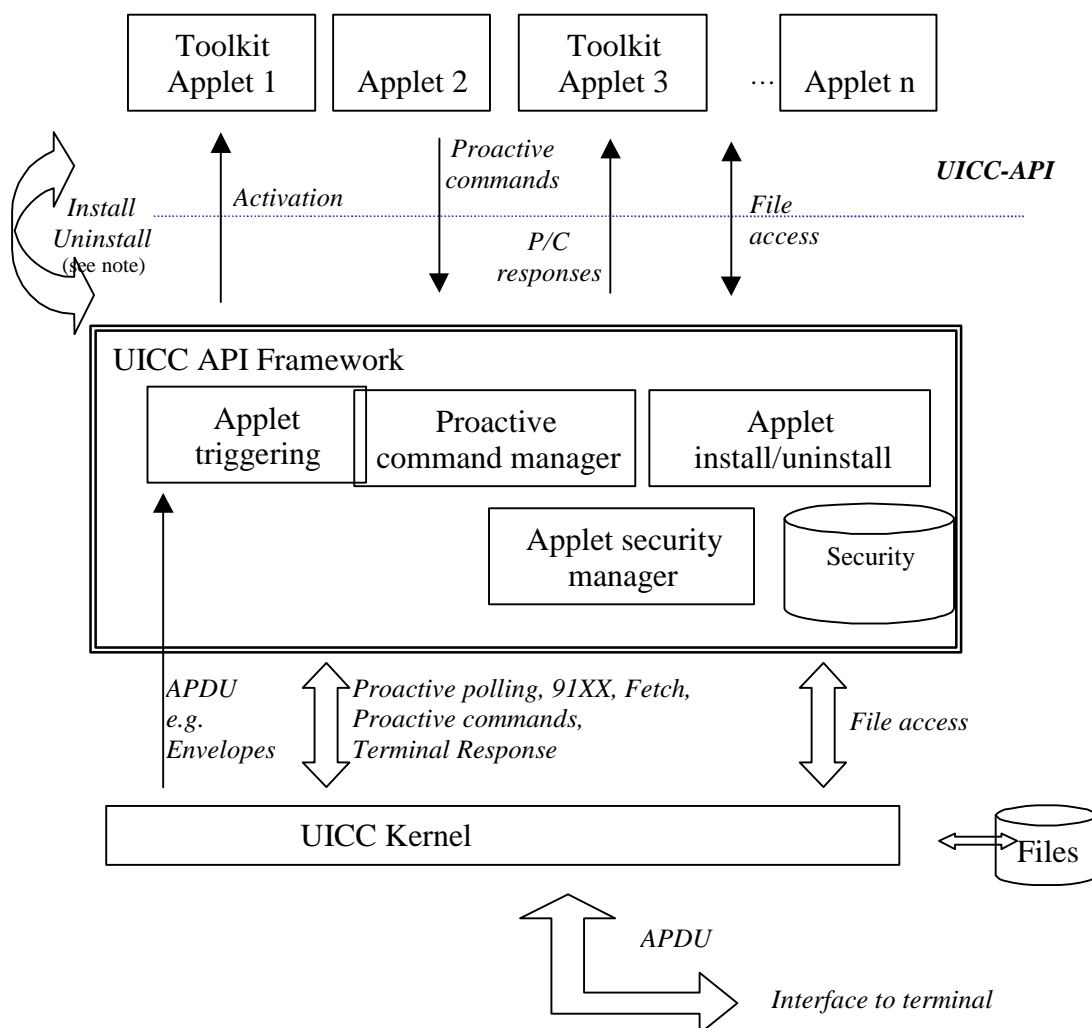 Toolkit
Applet 1
Applet 2
Toolkit
Applet 3
...
Applet n
Proactive
commands
UICC-API
Install
Uninstall
(see note)
Activation
P/C
responses
File
access
UICC API Framework
Applet
triggering
Proactive
command manager
Applet
install/uninstall
Applet security
manager
Security
APDU
e.g.
Envelopes
Proactive polling, 91XX, Fetch,
Proactive commands,
Terminal Response
File access
UICC Kernel
Files
APDU
Interface to terminal